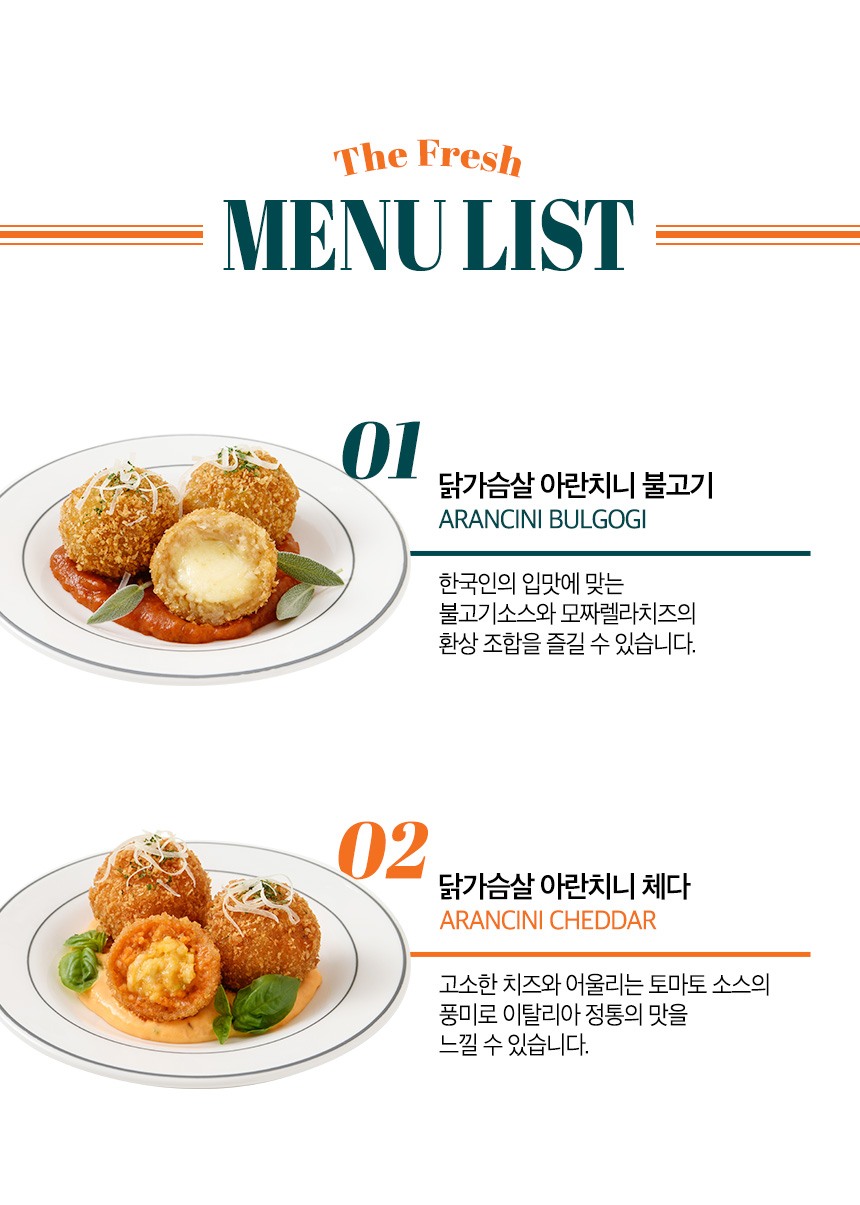 The Fresh
MENU LIST
01
닭가슴살 아란치니 불고기
ARANCINI BULGOGI
한국인의 입맛에 맞는
불고기소스와 모짜렐라치즈의
환상 조합을 즐길 수 있습니다.
02
닭가슴살 아란치니 체다
ARANCINI CHEDDAR
고소한 치즈와 어울리는 토마토 소스의
풍미로 이탈리아 정통의 맛을
느낄 수 있습니다.